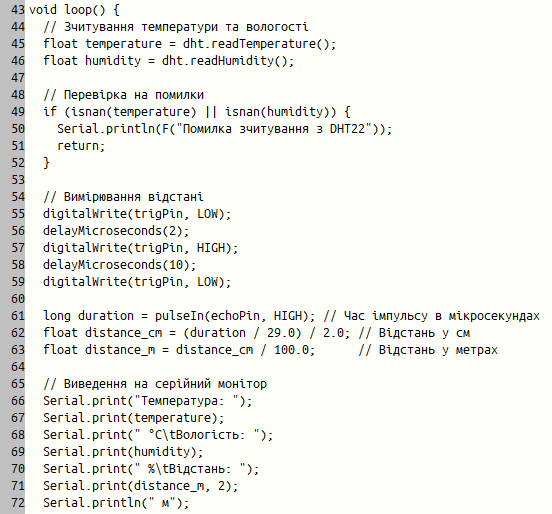 43 void loop() {
44   // Зчитування температури та вологості
45   float temperature = dht.readTemperature();
46   float humidity = dht.readHumidity();
47
48   // Перевірка на помилки
49   if (isnan(temperature) || isnan(humidity)) {
50     Serial.println(F("Помилка зчитування з DHT22"));
51     return;
52   }
53
54   // Вимірювання відстані
55   digitalWrite(trigPin, LOW);
56   delayMicroseconds(2);
57   digitalWrite(trigPin, HIGH);
58   delayMicroseconds(10);
59   digitalWrite(trigPin, LOW);
60
61   long duration = pulseIn(echoPin, HIGH); // Час імпульсу в мікросекундах
62   float distance_cm = (duration / 29.0) / 2.0; // Відстань у см
63   float distance_m = distance_cm / 100.0;      // Відстань у метрах
64
65   // Виведення на серійний монітор
66   Serial.print("Температура: ");
67   Serial.print(temperature);
68   Serial.print(" °C\tВологість: ");
69   Serial.print(humidity);
70   Serial.print(" %\tВідстань: ");
71   Serial.print(distance_m, 2);
72   Serial.println(" м");